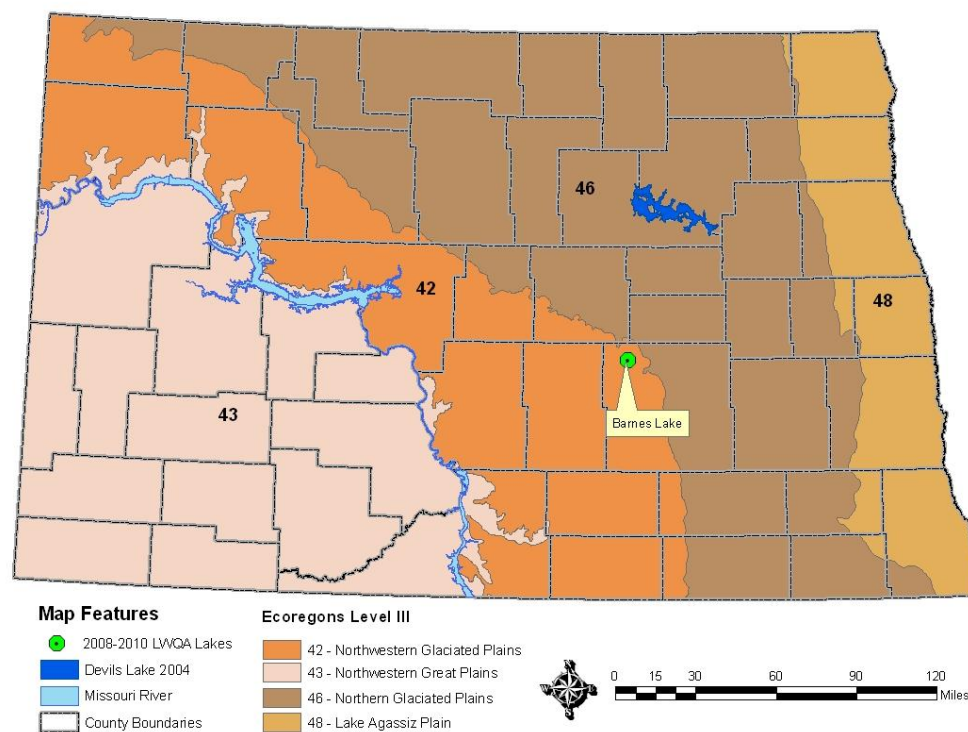 46
42
48
43
Barnes Lake
Map Features
2008-2010 LWQA Lakes
Devils Lake 2004
Missouri River
County Boundaries
Ecoregons Level III
42 - Northwestern Glaciated Plains
43 - Northwestern Great Plains
46 - Northern Glaciated Plains
48 - Lake Agassiz Plain
N
S
0 15 30 60 90 120
Miles